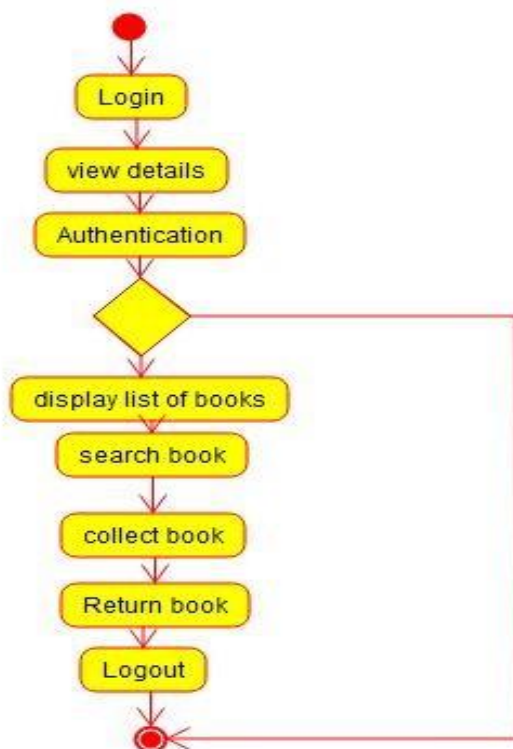 Login
view details
Authentication
display list of books
search book
collect book
Return book
Logout